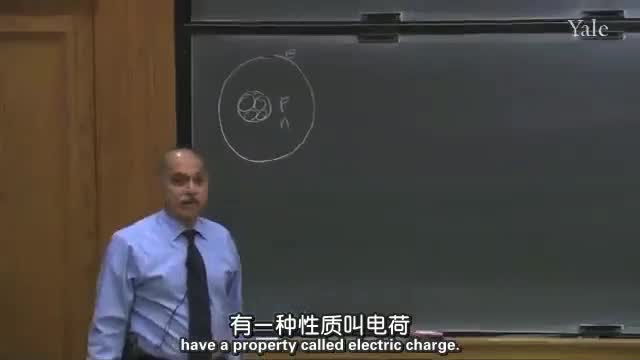 Yale
e
P
n
有一种性质叫电荷
have a property called electric charge.